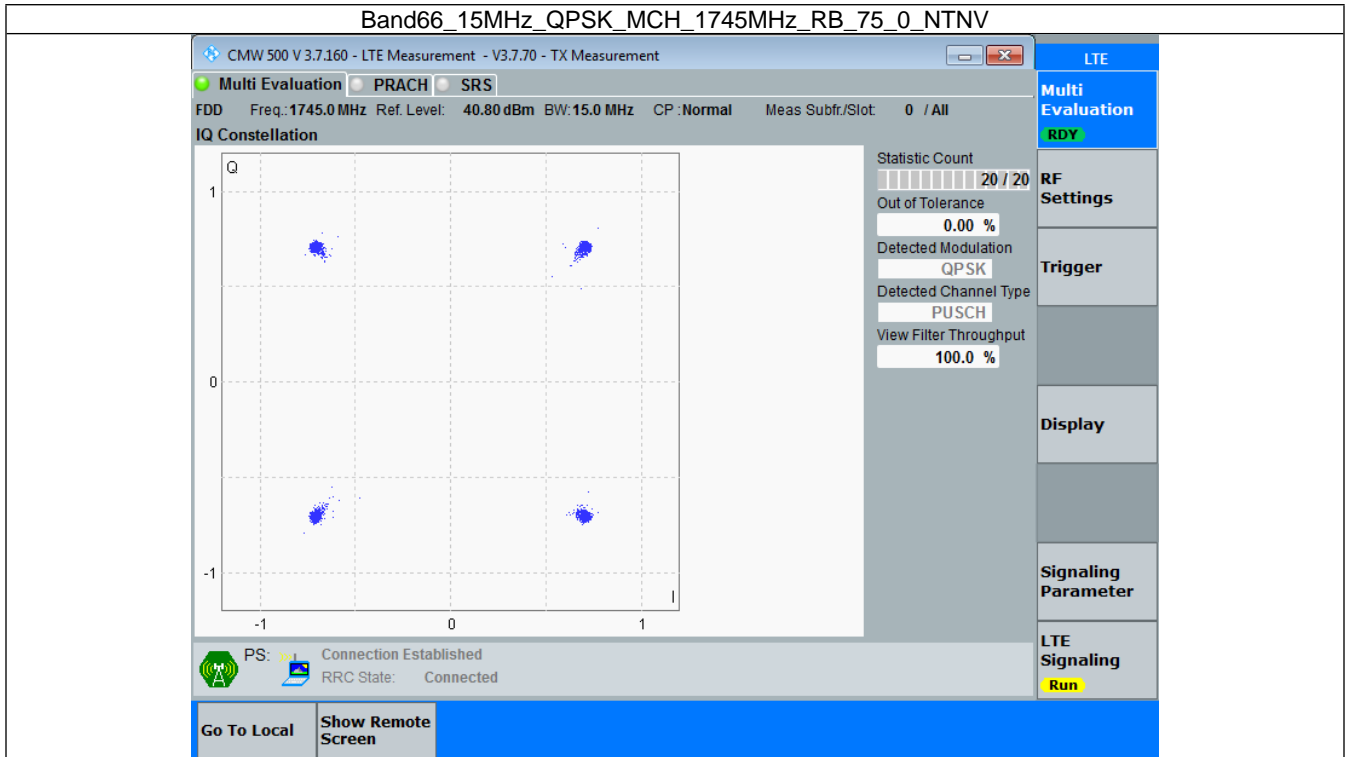 Band66_15MHz_QPSK_MCH_1745MHz_RB_75_0_NTNV
CMW 500 V 3.7.160 - LTE Measurement - V3.7.70 - TX Measurement
LTE
Multi Evaluation PRACH SRS
Multi
Evaluation
RDY
FDD Freq.: 1745.0 MHz Ref. Level: 40.80 dBm BW: 15.0 MHz CP : Normal Meas Subfr./Slot: 0 / All
IQ Constellation
Q
1
0
-1
I
-1 0 1
Statistic Count
20 / 20
Out of Tolerance
0.00 %
Detected Modulation
QPSK
Detected Channel Type
PUSCH
View Filter Throughput
100.0 %
RF
Settings
Trigger
Display
Signaling
Parameter
LTE
Signaling
Run
PS: Connection Established
RRC State: Connected
Go To Local
Show Remote
Screen